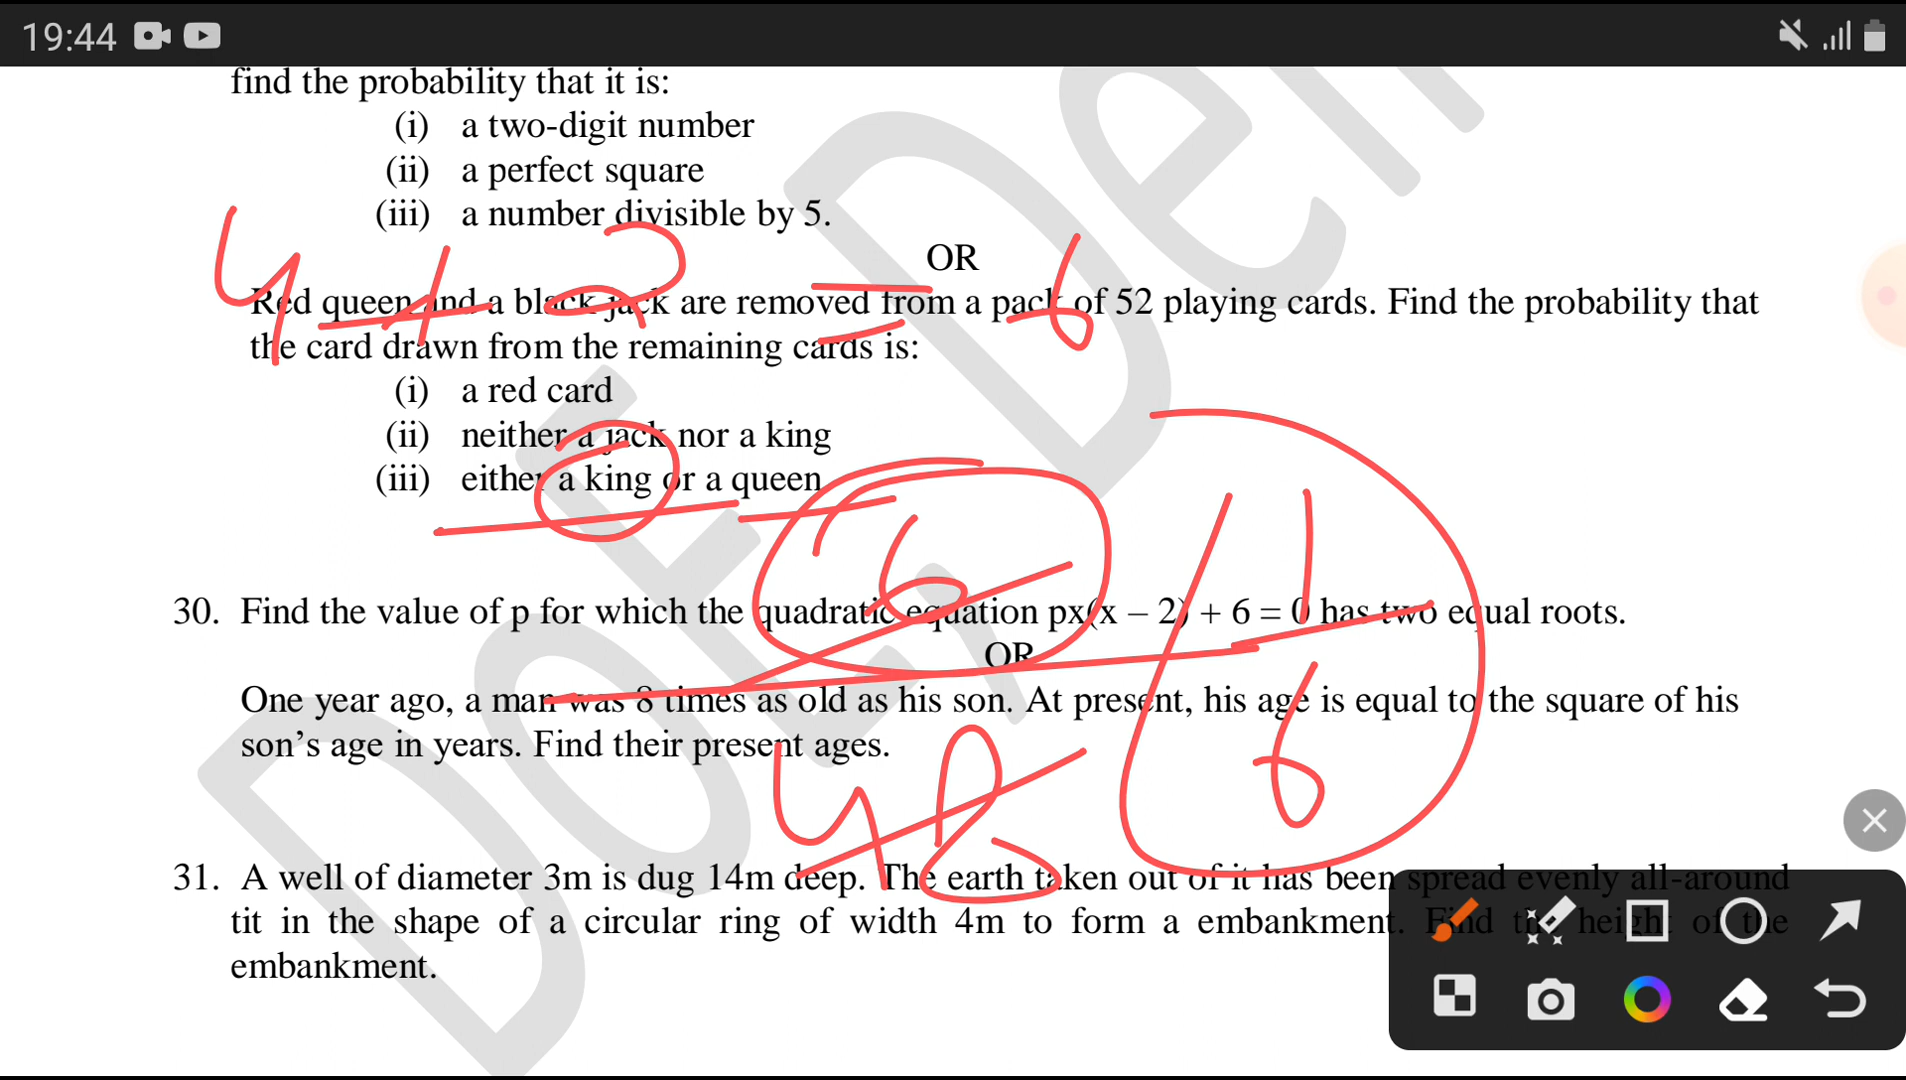 19:44
find the probability that it is:
(i) a two-digit number
(ii) a perfect square
(iii) a number divisible by 5.
OR
Red queen and a black jack are removed from a pack of 52 playing cards. Find the probability that
the card drawn from the remaining cards is:
(i) a red card
(ii) neither a jack nor a king
(iii) either a king or a queen
4 + 2 = 6
6
48
1
6
30. Find the value of p for which the quadratic equation px(x – 2) + 6 = 0 has two equal roots.
OR
One year ago, a man was 8 times as old as his son. At present, his age is equal to the square of his
son’s age in years. Find their present ages.
31. A well of diameter 3m is dug 14m deep. The earth taken out of it has been spread evenly all-around
tit in the shape of a circular ring of width 4m to form a embankment. Find the height of the
embankment.